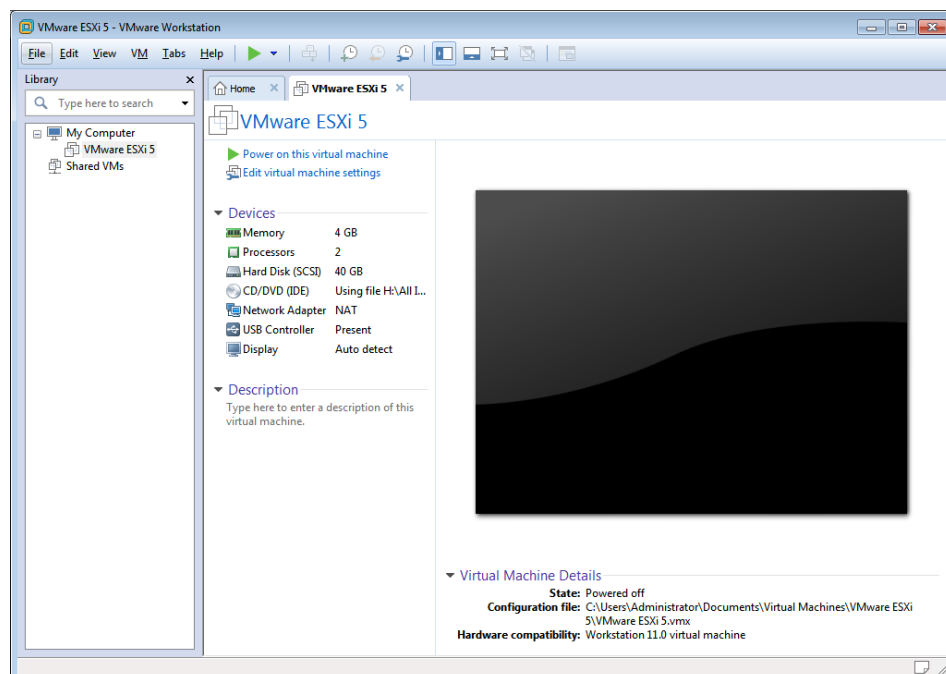 VMware ESXi 5 - VMware Workstation
File Edit View VM Tabs Help
Library
Type here to search
My Computer
VMware ESXi 5
Shared VMs
Home
VMware ESXi 5
VMware ESXi 5
Power on this virtual machine
Edit virtual machine settings
Devices
Memory 4 GB
Processors 2
Hard Disk (SCSI) 40 GB
CD/DVD (IDE) Using file H:\All I...
Network Adapter NAT
USB Controller Present
Display Auto detect
Description
Type here to enter a description of this
virtual machine.
Virtual Machine Details
State: Powered off
Configuration file: C:\Users\Administrator\Documents\Virtual Machines\VMware ESXi
5\VMware ESXi 5.vmx
Hardware compatibility: Workstation 11.0 virtual machine